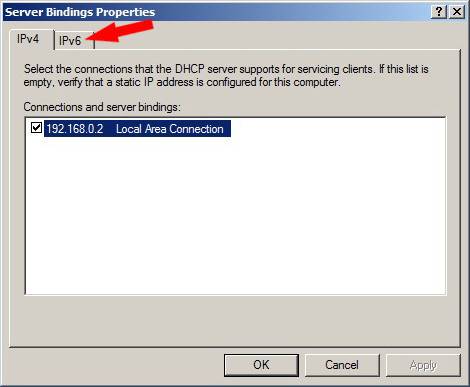 Server Bindings Properties
IPv4 IPv6
Select the connections that the DHCP server supports for servicing clients. If this list is
empty, verify that a static IP address is configured for this computer.
Connections and server bindings:
192.168.0.2 Local Area Connection
OK Cancel Apply